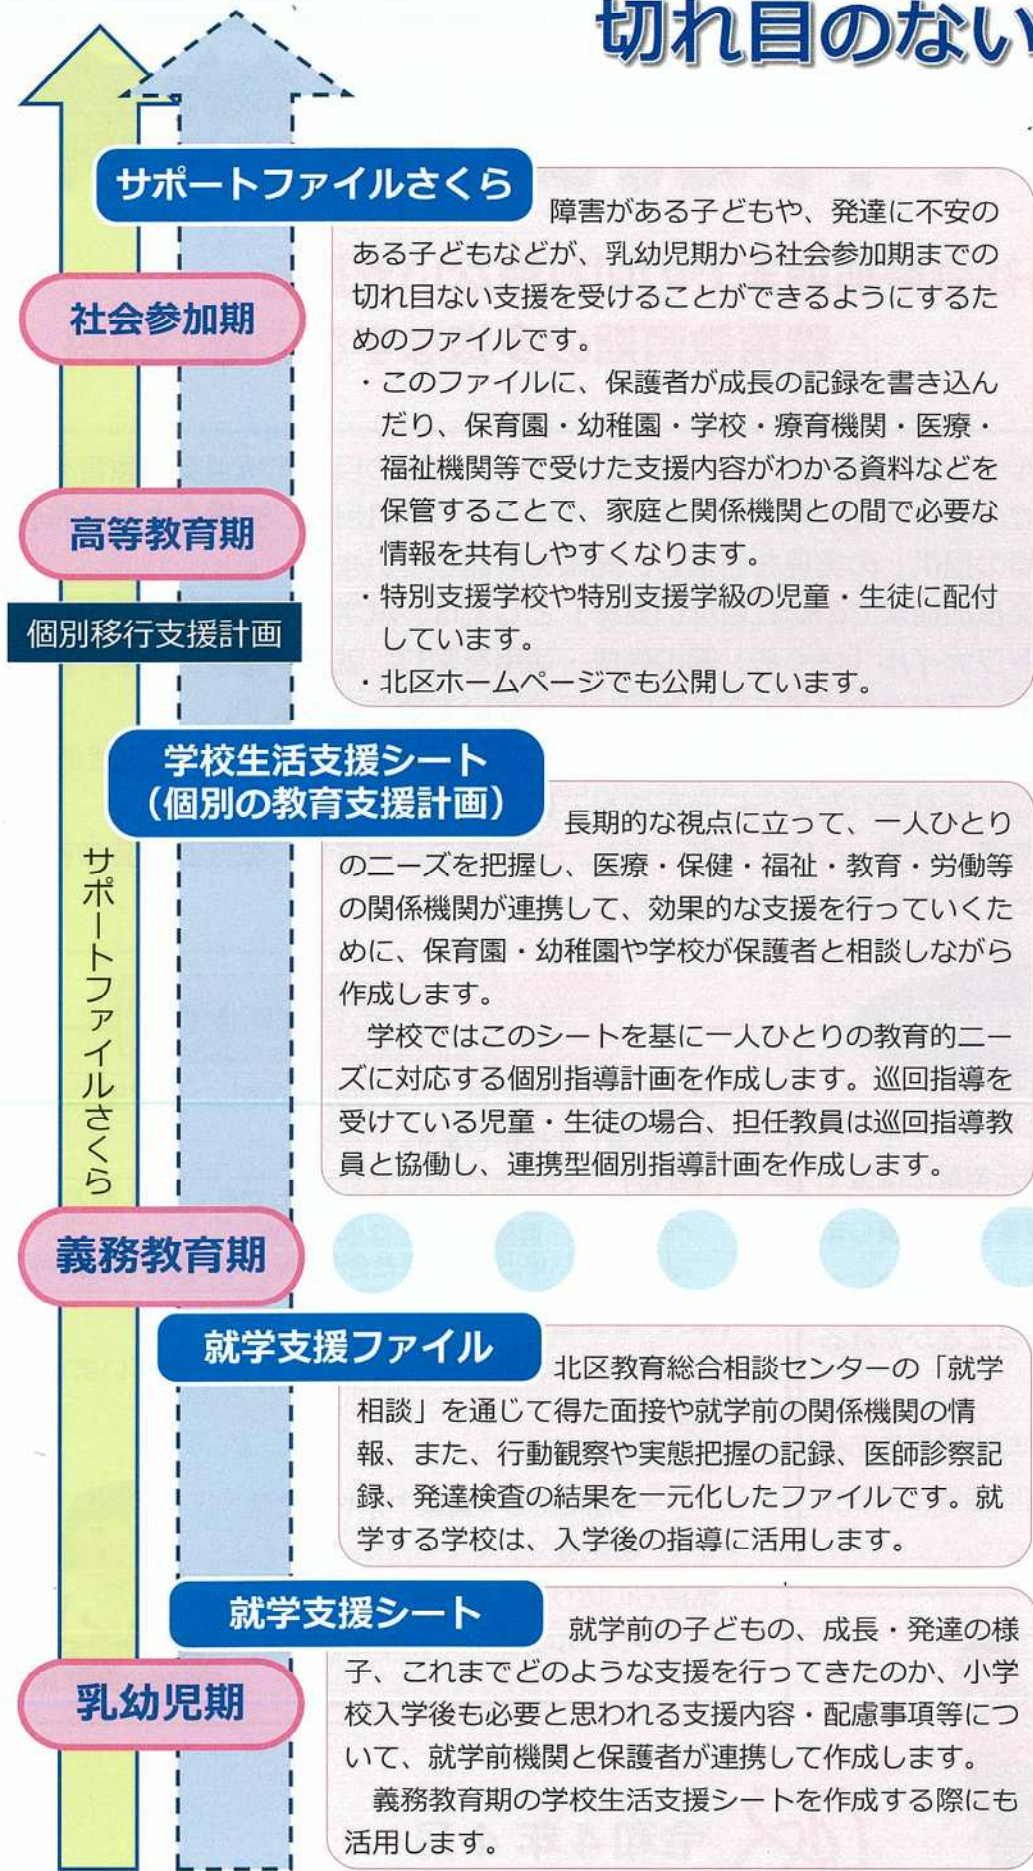 切れ目のない
サポートファイルさくら
障害がある子どもや、発達に不安の
ある子どもなどが、乳幼児期から社会参加期までの
切れ目ない支援を受けることができるようにするた
めのファイルです。
・このファイルに、保護者が成長の記録を書き込ん
だり、保育園・幼稚園・学校・療育機関・医療・
福祉機関等で受けた支援内容がわかる資料などを
保管することで、家庭と関係機関との間で必要な
情報を共有しやすくなります。
・特別支援学校や特別支援学級の児童・生徒に配付
しています。
・北区ホームページでも公開しています。
社会参加期
高等教育期
個別移行支援計画
学校生活支援シート
（個別の教育支援計画）
長期的な視点に立って、一人ひとり
のニーズを把握し、医療・保健・福祉・教育・労働等
の関係機関が連携して、効果的な支援を行っていくた
めに、保育園・幼稚園や学校が保護者と相談しながら
作成します。
学校ではこのシートを基に一人ひとりの教育的ニー
ズに対応する個別指導計画を作成します。巡回指導を
受けている児童・生徒の場合、担任教員は巡回指導教
員と協働し、連携型個別指導計画を作成します。
サポートファイルさくら
義務教育期
就学支援ファイル
北区教育総合相談センターの「就学
相談」を通じて得た面接や就学前の関係機関の情
報、また、行動観察や実態把握の記録、医師診察記
録、発達検査の結果を一元化したファイルです。就
学する学校は、入学後の指導に活用します。
就学支援シート
就学前の子どもの、成長・発達の様
子、これまでどのような支援を行ってきたのか、小学
校入学後も必要と思われる支援内容・配慮事項等につ
いて、就学前機関と保護者が連携して作成します。
義務教育期の学校生活支援シートを作成する際にも
活用します。
乳幼児期